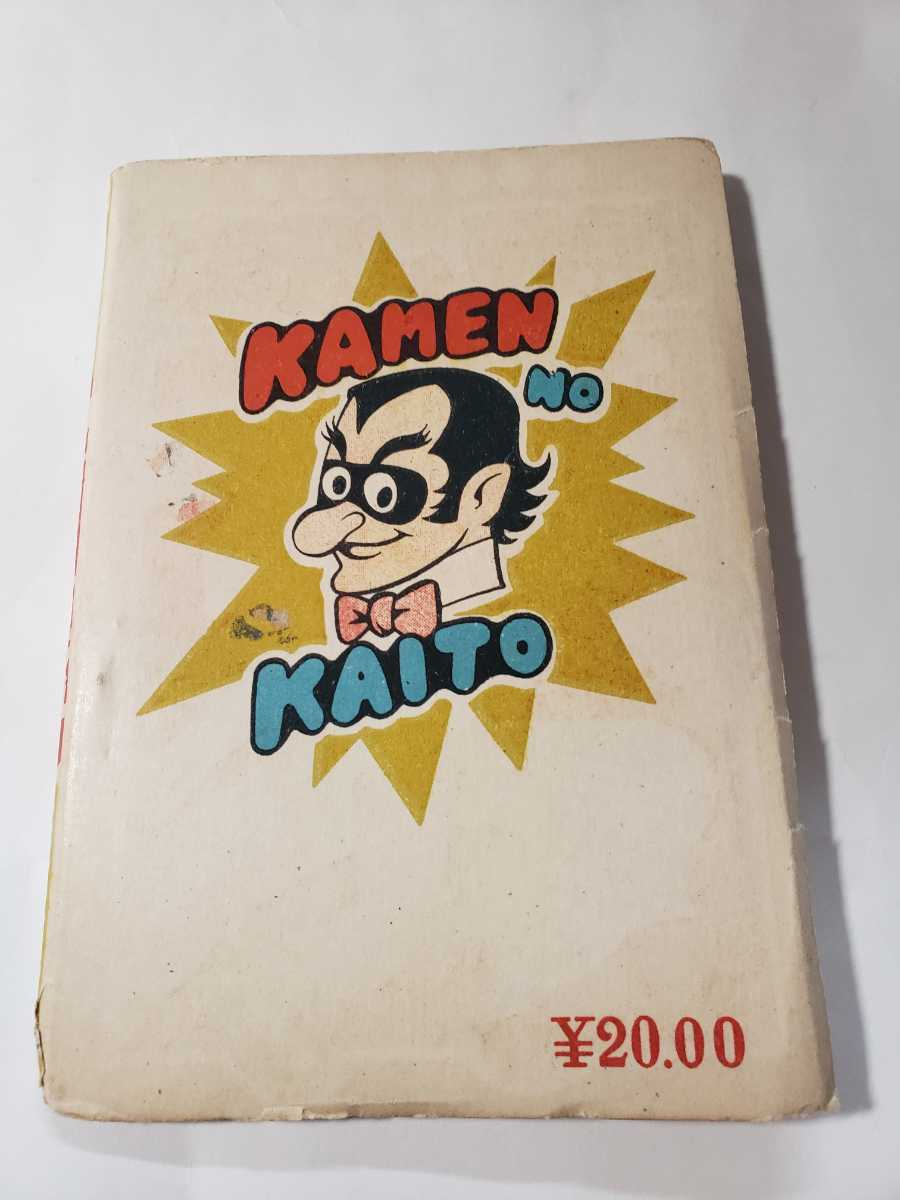 KAMEN
NO
KAITO
¥20.00